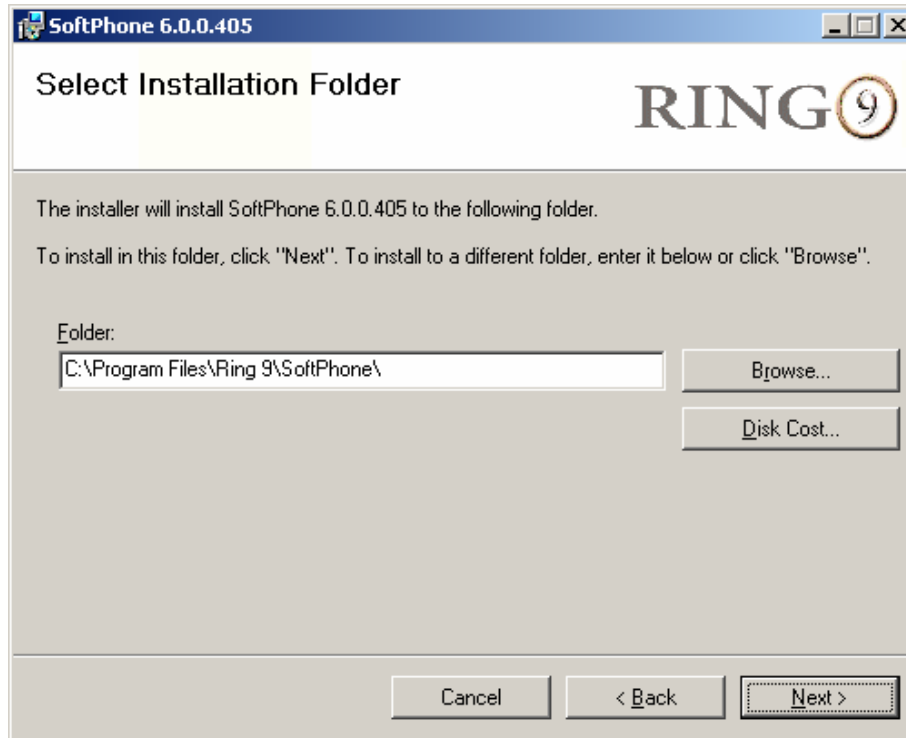 SoftPhone 6.0.0.405
Select Installation Folder
RING 9
The installer will install SoftPhone 6.0.0.405 to the following folder.
To install in this folder, click "Next". To install to a different folder, enter it below or click "Browse".
Folder:
C:\Program Files\Ring 9\SoftPhone\
Browse...
Disk Cost...
Cancel
< Back
Next >